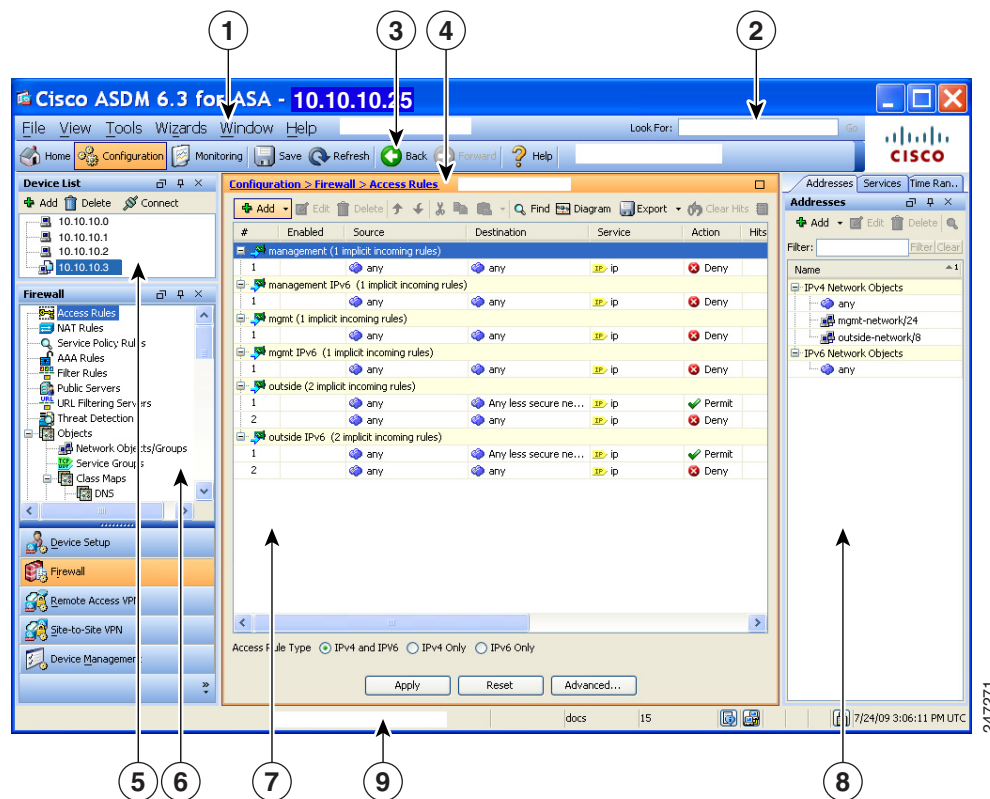 1
3
4
2
Cisco ASDM 6.3 for ASA - 10.10.10.25
File View Tools Wizards Window Help
Look For:
Go
Home Configuration Monitoring Save Refresh Back Forward Help
CISCO
Device List
Add Delete Connect
10.10.10.0
10.10.10.1
10.10.10.2
10.10.10.3
Firewall
Access Rules
NAT Rules
Service Policy Rules
AAA Rules
Filter Rules
Public Servers
URL Filtering Servers
Threat Detection
Objects
Network Objects/Groups
Service Groups
Class Maps
DNS
Device Setup
Firewall
Remote Access VPN
Site-to-Site VPN
Device Management
Configuration > Firewall > Access Rules
Add Edit Delete Find Diagram Export Clear Hits
# Enabled Source Destination Service Action Hits
management (1 implicit incoming rules)
1 any any ip Deny
management IPv6 (1 implicit incoming rules)
1 any any ip Deny
mgmt (1 implicit incoming rules)
1 any any ip Deny
mgmt IPv6 (1 implicit incoming rules)
1 any any ip Deny
outside (2 implicit incoming rules)
1 any Any less secure ne... ip Permit
2 any any ip Deny
outside IPv6 (2 implicit incoming rules)
1 any Any less secure ne... ip Permit
2 any any ip Deny
Access Rule Type IPv4 and IPv6 IPv4 Only IPv6 Only
Apply Reset Advanced...
Addresses Services Time Ran..
Addresses
Add Edit Delete
Filter: Filter Clear
Name 1
IPv4 Network Objects
any
mgmt-network/24
outside-network/8
IPv6 Network Objects
any
docs 15 7/24/09 3:06:11 PM UTC
247271
5
6
7
9
8